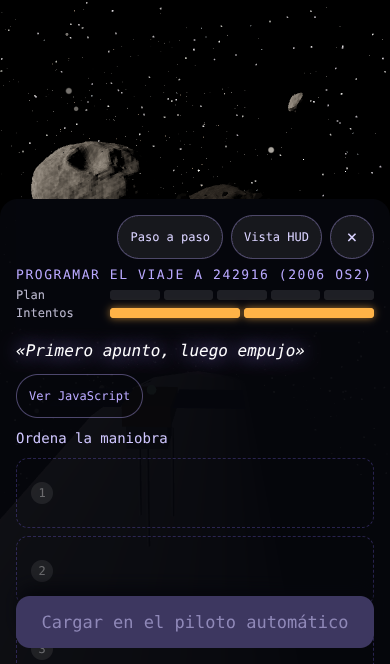 Paso a paso
Vista HUD
×
PROGRAMAR EL VIAJE A 242916 (2006 OS2)
Plan
Intentos
«Primero apunto, luego empujo»
Ver JavaScript
Ordena la maniobra
1
2
Cargar en el piloto automático
3